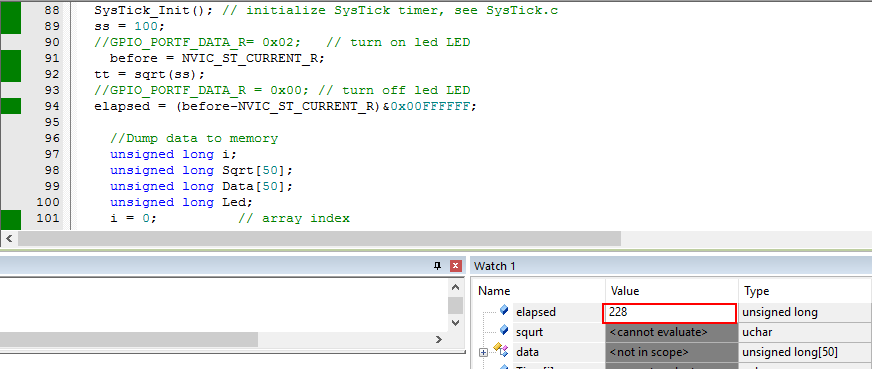 88 SysTick_Init(); // initialize SysTick timer, see SysTick.c
89 ss = 100;
90 //GPIO_PORTF_DATA_R= 0x02; // turn on led LED
91 before = NVIC_ST_CURRENT_R;
92 tt = sqrt(ss);
93 //GPIO_PORTF_DATA_R = 0x00; // turn off led LED
94 elapsed = (before-NVIC_ST_CURRENT_R)&0x00FFFFFF;
95
96 //Dump data to memory
97 unsigned long i;
98 unsigned long Sqrt[50];
99 unsigned long Data[50];
100 unsigned long Led;
101 i = 0; // array index
Watch 1
Name Value Type
elapsed 228 unsigned long
squrt <cannot evaluate> uchar
data <not in scope> unsigned long[50]